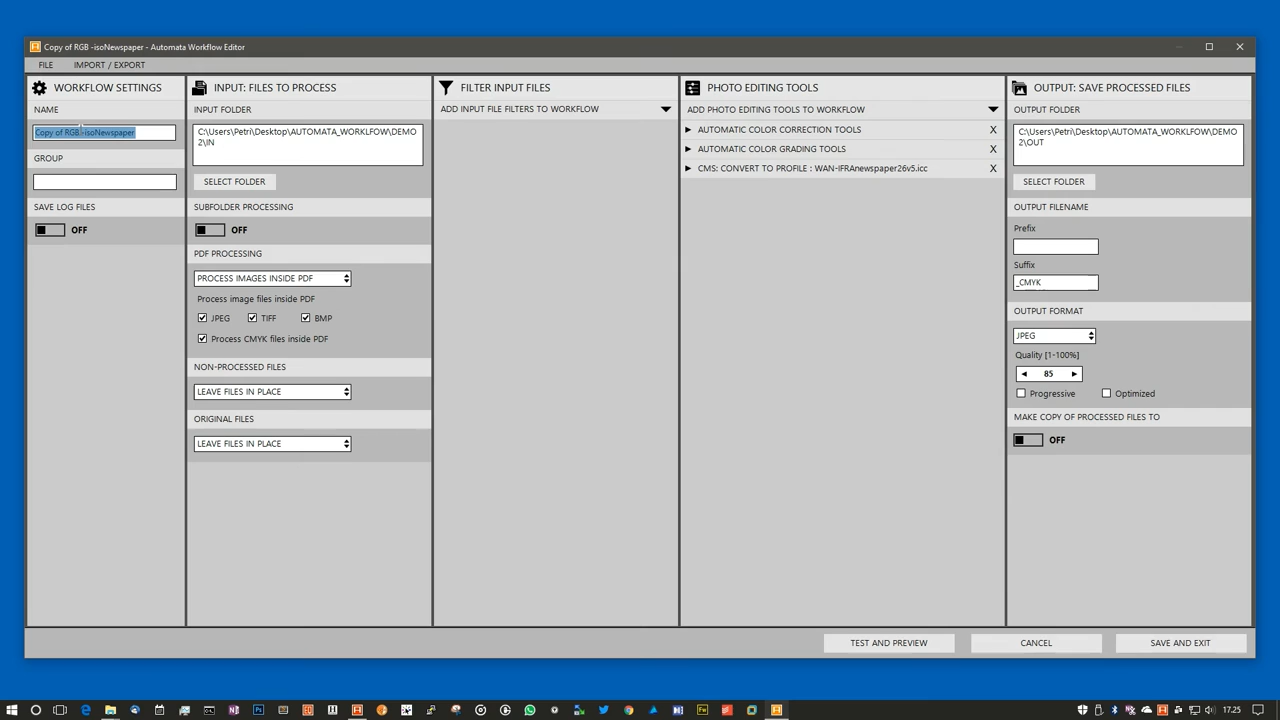 Copy of RGB -isoNewspaper - Automata Workflow Editor
FILE
IMPORT / EXPORT
WORKFLOW SETTINGS
NAME
Copy of RGB -isoNewspaper
GROUP
SAVE LOG FILES
OFF
INPUT: FILES TO PROCESS
INPUT FOLDER
C:\Users\Petri\Desktop\AUTOMATA_WORKLFOW\DEMO
2\IN
SELECT FOLDER
SUBFOLDER PROCESSING
OFF
PDF PROCESSING
PROCESS IMAGES INSIDE PDF
Process image files inside PDF
JPEG
TIFF
BMP
Process CMYK files inside PDF
NON-PROCESSED FILES
LEAVE FILES IN PLACE
ORIGINAL FILES
LEAVE FILES IN PLACE
FILTER INPUT FILES
ADD INPUT FILE FILTERS TO WORKFLOW
PHOTO EDITING TOOLS
ADD PHOTO EDITING TOOLS TO WORKFLOW
AUTOMATIC COLOR CORRECTION TOOLS X
AUTOMATIC COLOR GRADING TOOLS X
CMS: CONVERT TO PROFILE : WAN-IFRAnewspaper26v5.icc X
OUTPUT: SAVE PROCESSED FILES
OUTPUT FOLDER
C:\Users\Petri\Desktop\AUTOMATA_WORKLFOW\DEMO
2\OUT
SELECT FOLDER
OUTPUT FILENAME
Prefix
Suffix
_CMYK
OUTPUT FORMAT
JPEG
Quality [1-100%]
85
Progressive
Optimized
MAKE COPY OF PROCESSED FILES TO
OFF
TEST AND PREVIEW
CANCEL
SAVE AND EXIT
17.25